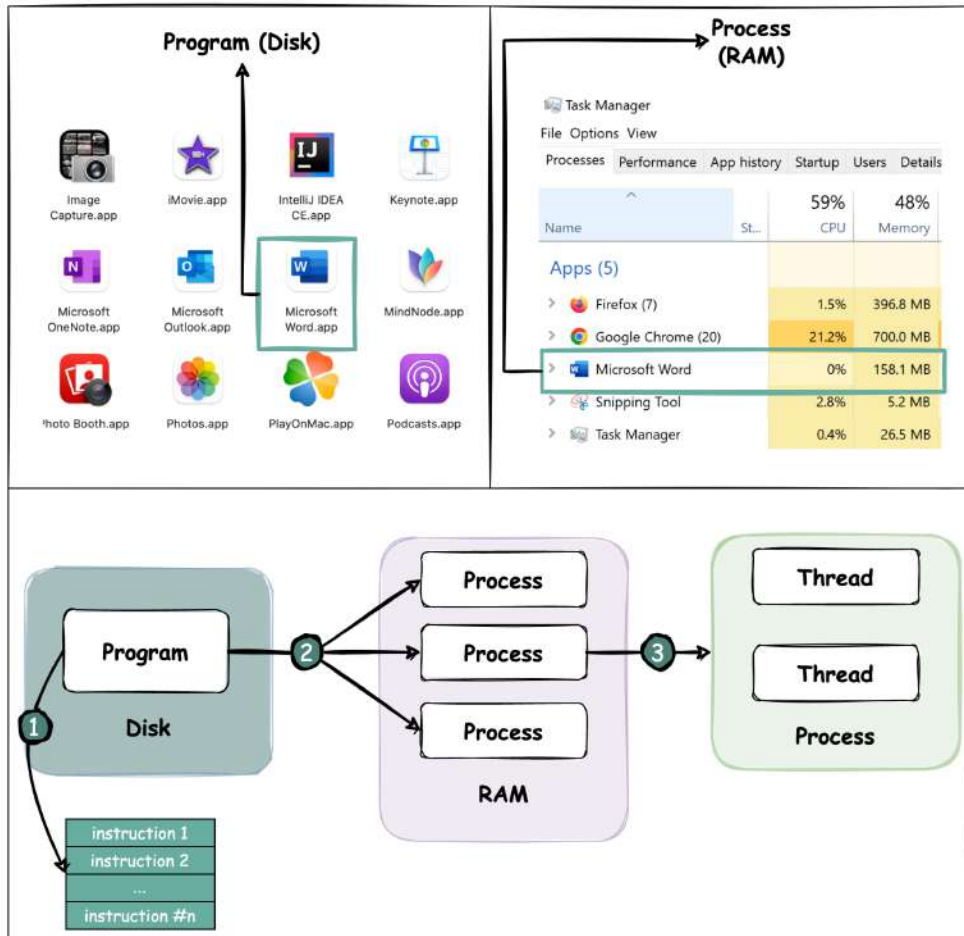 Program (Disk)
Image
Capture.app
iMovie.app
IJ
IntelliJ IDEA
CE.app
Keynote.app
N
Microsoft
OneNote.app
O
Microsoft
Outlook.app
W
Microsoft
Word.app
MindNode.app
hoto Booth.app
Photos.app
PlayOnMac.app
Podcasts.app
Process
(RAM)
Task Manager
File Options View
Processes Performance App history Startup Users Details
59% 48%
Name St... CPU Memory
Apps (5)
Firefox (7) 1.5% 396.8 MB
Google Chrome (20) 21.2% 700.0 MB
Microsoft Word 0% 158.1 MB
Snipping Tool 2.8% 5.2 MB
Task Manager 0.4% 26.5 MB
Program
Disk
1
instruction 1
instruction 2
...
instruction #n
2
Process
Process
Process
RAM
3
Thread
Thread
Process